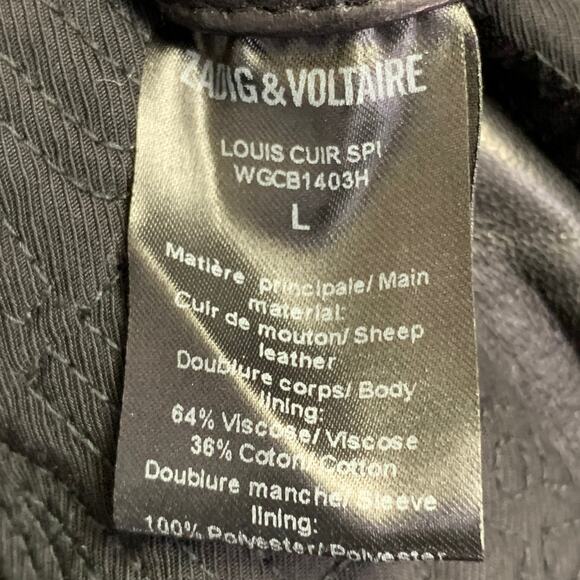 ZADIG&VOLTAIRE
LOUIS CUIR SPI
WGCB1403H
L
Matière principale/ Main
material:
Cuir de mouton/ Sheep
leather
Doublure corps/ Body
lining:
64% Viscose/ Viscose
36% Coton/ Cotton
Doublure manche/ Sleeve
lining:
100% Polyester/ Polyester